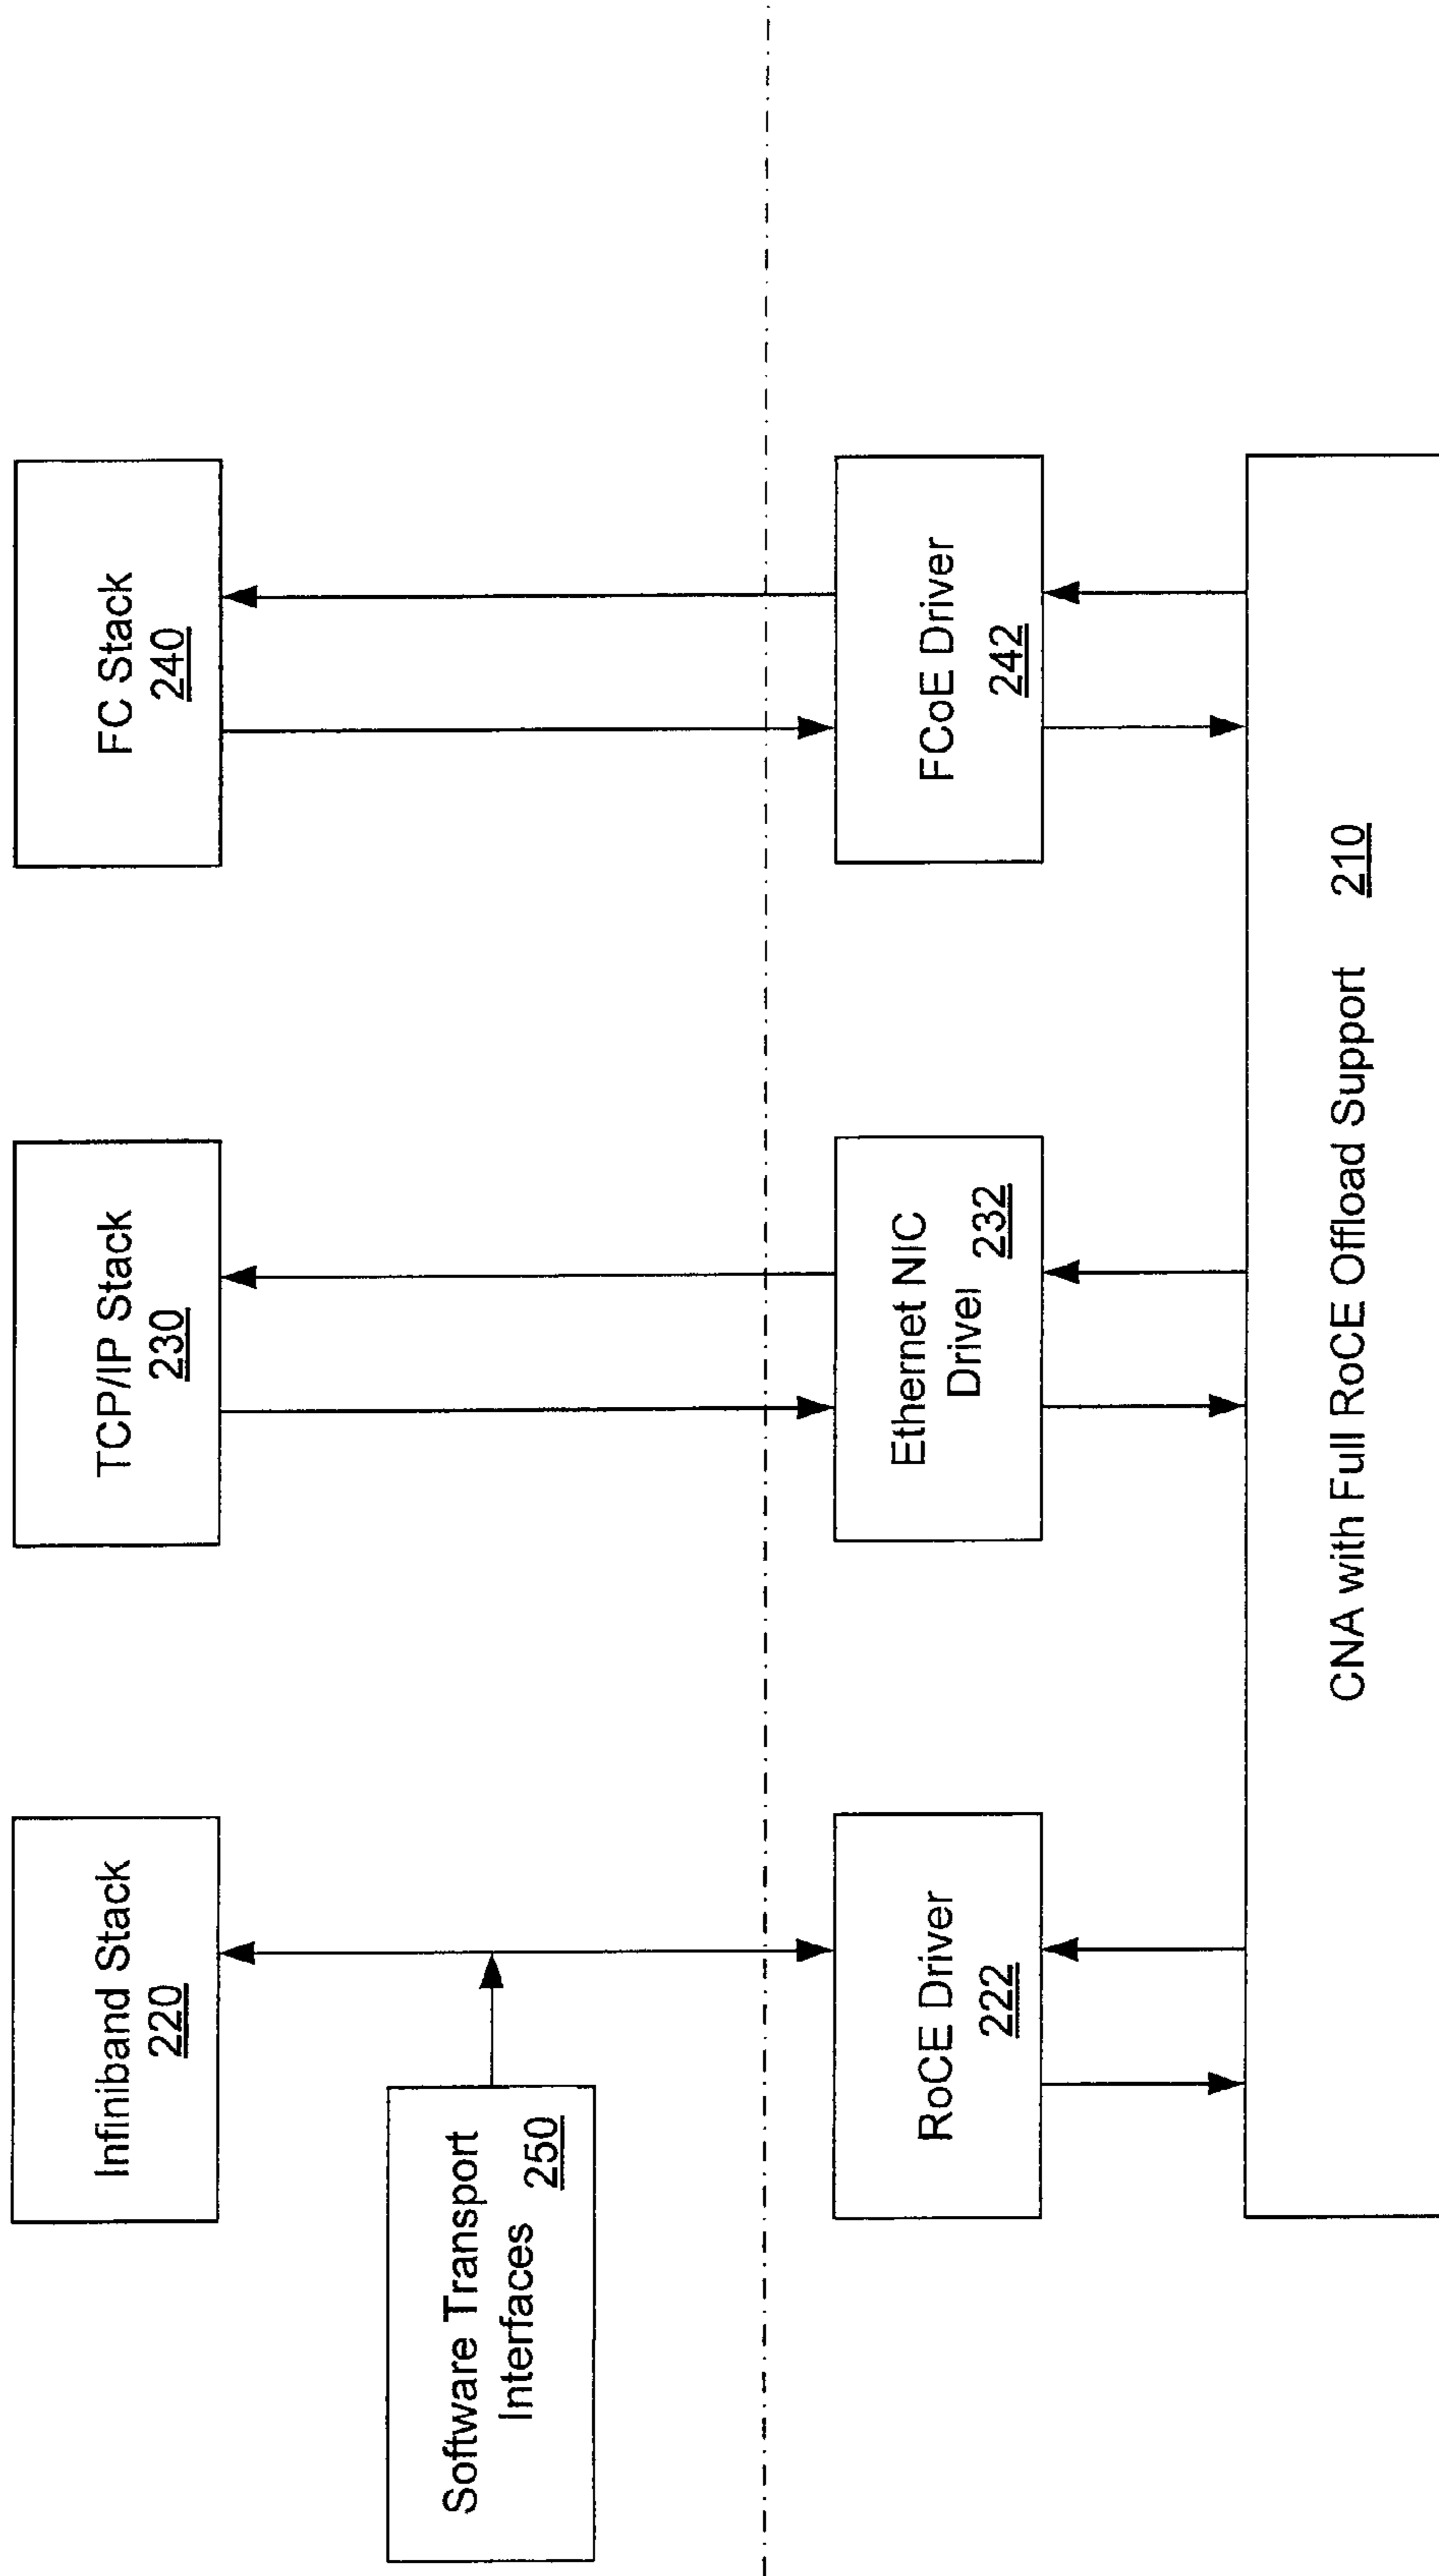 Infiniband Stack
220
TCP/IP Stack
230
FC Stack
240
Software Transport
Interfaces 250
RoCE Driver
222
Ethernet NIC
Driver 232
FCoE Driver
242
CNA with Full RoCE Offload Support 210